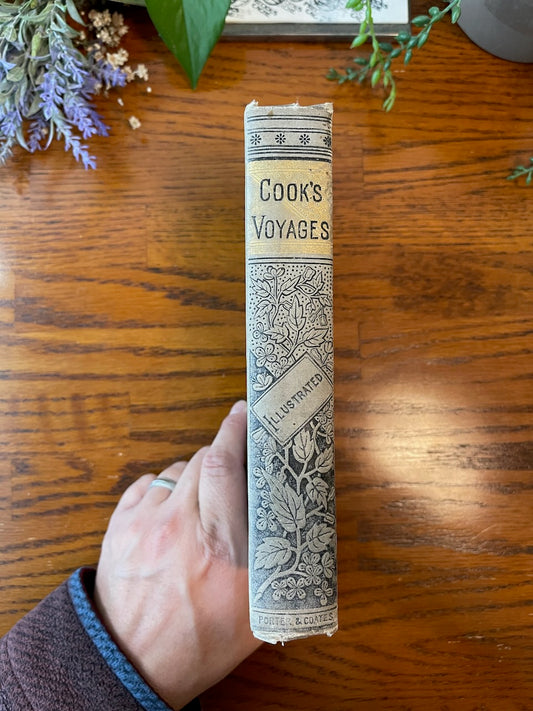 COOK'S
VOYAGES
ILLUSTRATED
PORTER & COATES